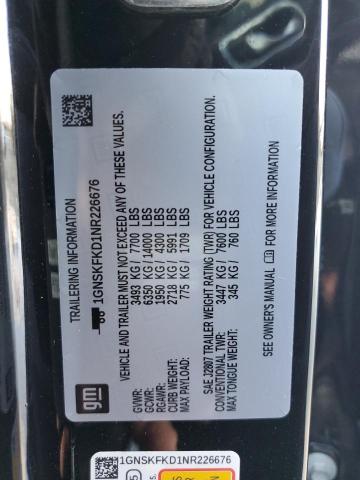 TRAILERING INFORMATION
1GNSKFKD1NR226676
VEHICLE AND TRAILER MUST NOT EXCEED ANY OF THESE VALUES.
GVWR: 3493 KG / 7700 LBS
GCWR: 6350 KG / 14000 LBS
RGAWR: 1950 KG / 4300 LBS
CURB WEIGHT: 2718 KG / 5991 LBS
MAX PAYLOAD: 775 KG / 1709 LBS
SAE J2807 TRAILER WEIGHT RATING (TWR) FOR VEHICLE CONFIGURATION.
CONVENTIONAL TWR: 3447 KG / 7600 LBS
MAX TONGUE WEIGHT: 345 KG / 760 LBS
SEE OWNER'S MANUAL FOR MORE INFORMATION
gm
1GNSKFKD1NR226676